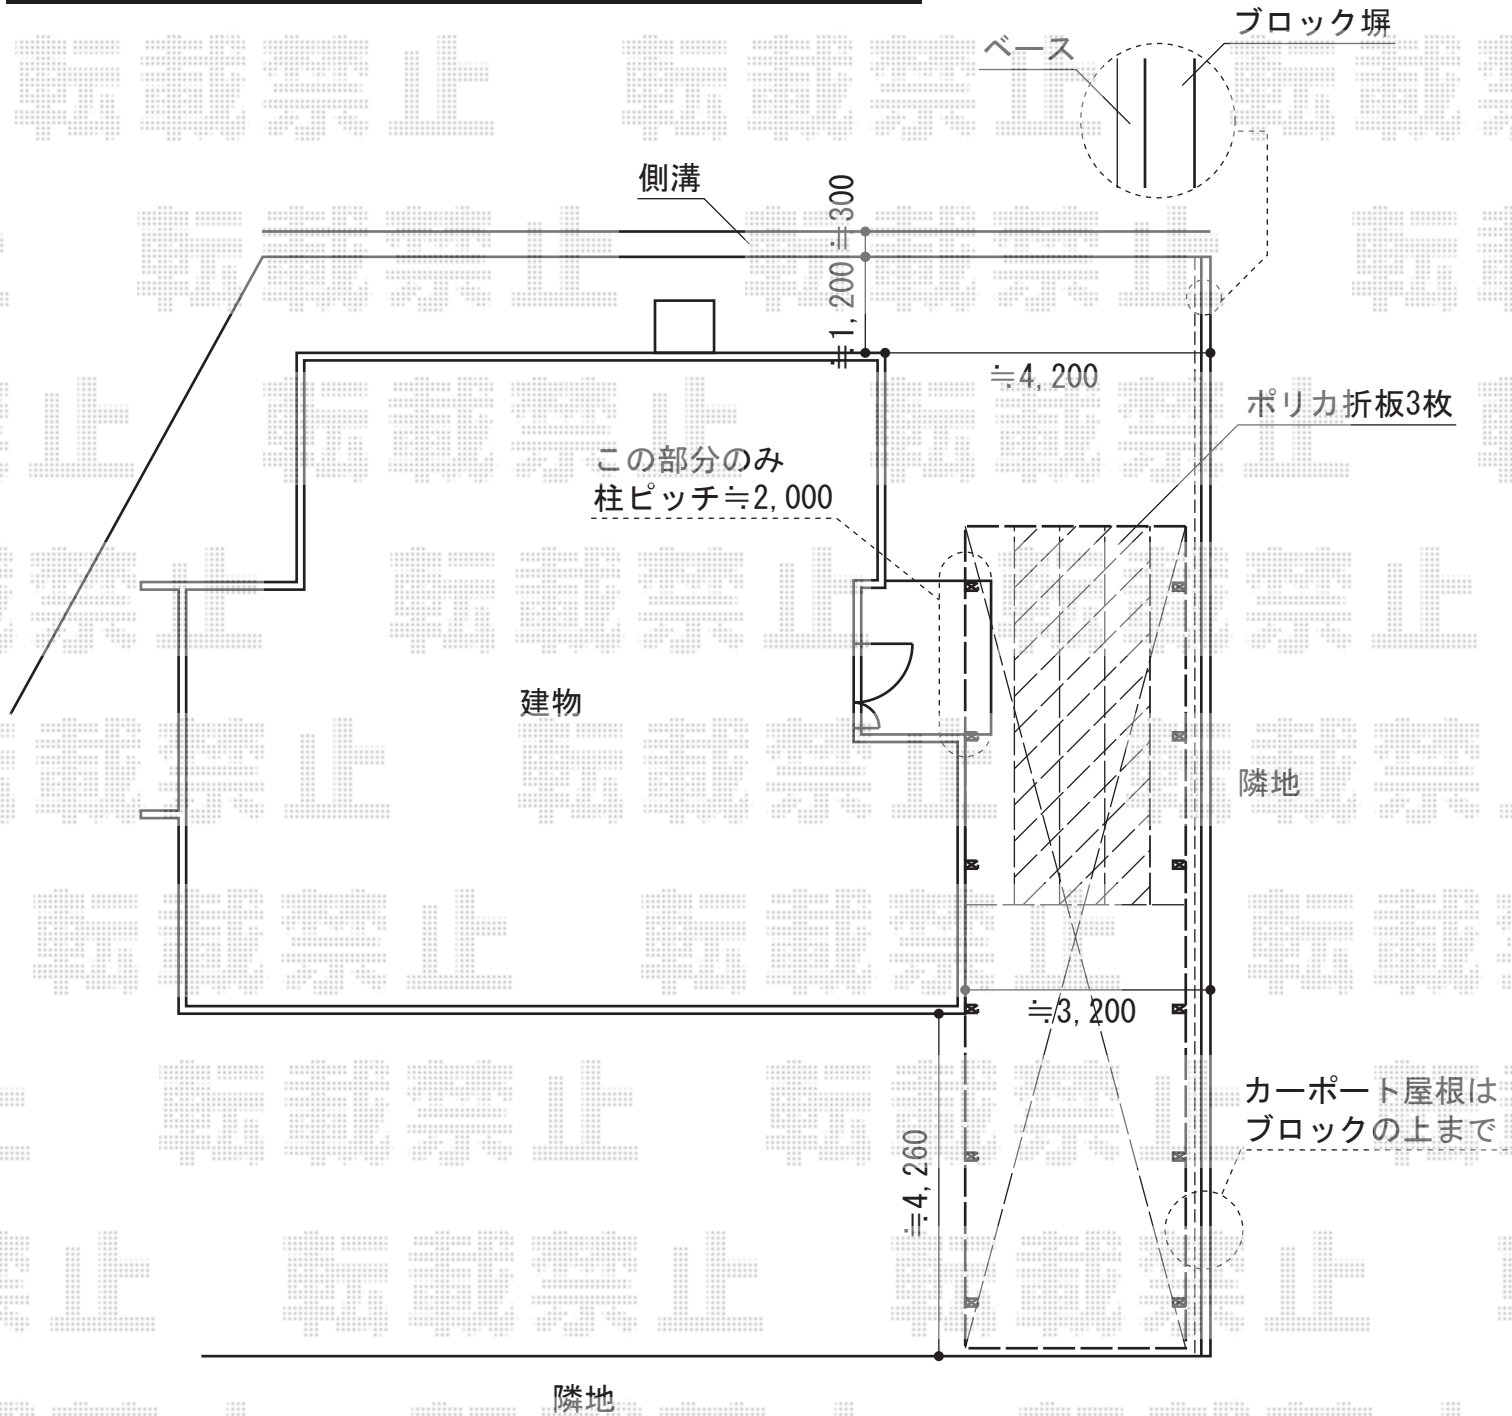 ブロック塀
ベース
側溝
≒300
≒1,200
≒4,200
ポリカ折板3枚
この部分のみ
柱ピッチ≒2,000
建物
隣地
≒3,200
カーポート屋根は
ブロックの上まで
≒4,260
隣地
転載禁止